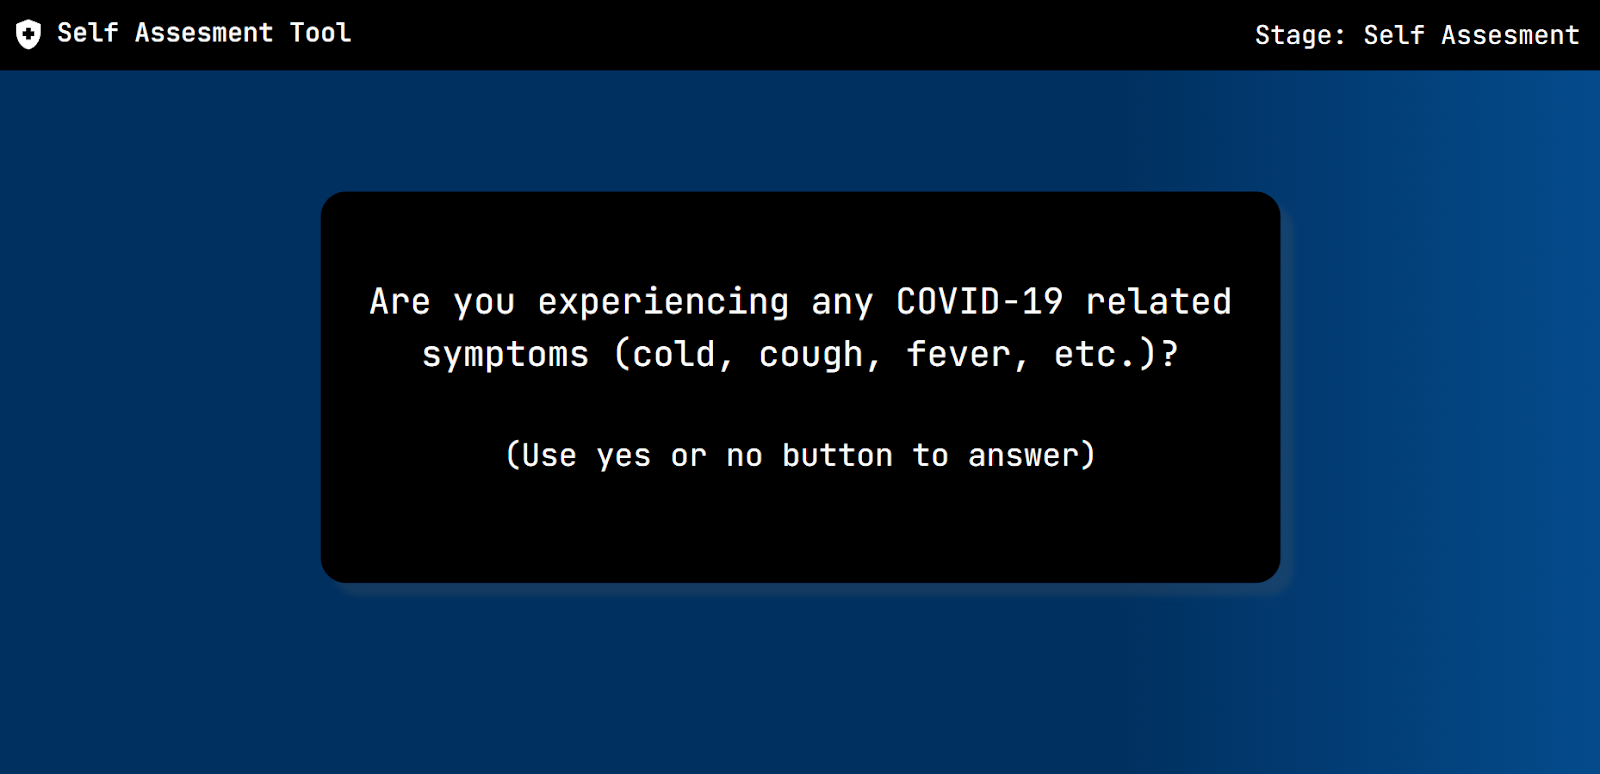 Self Assesment Tool
Stage: Self Assesment
Are you experiencing any COVID-19 related
symptoms (cold, cough, fever, etc.)?
(Use yes or no button to answer)